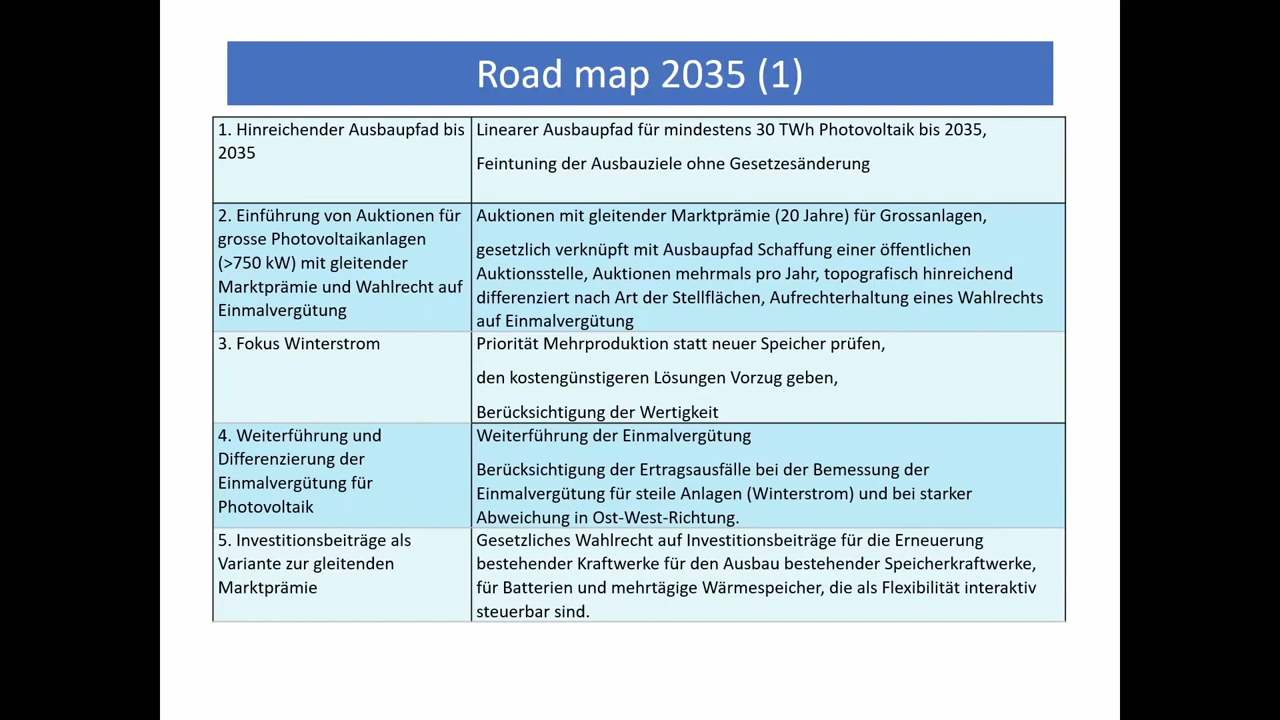 Road map 2035 (1)
1. Hinreichender Ausbaupfad bis
2035
Linearer Ausbaupfad für mindestens 30 TWh Photovoltaik bis 2035,
Feintuning der Ausbauziele ohne Gesetzesänderung
2. Einführung von Auktionen für
grosse Photovoltaikanlagen
(>750 kW) mit gleitender
Marktprämie und Wahlrecht auf
Einmalvergütung
Auktionen mit gleitender Marktprämie (20 Jahre) für Grossanlagen,
gesetzlich verknüpft mit Ausbaupfad Schaffung einer öffentlichen
Auktionsstelle, Auktionen mehrmals pro Jahr, topografisch hinreichend
differenziert nach Art der Stellflächen, Aufrechterhaltung eines Wahlrechts
auf Einmalvergütung
3. Fokus Winterstrom
Priorität Mehrproduktion statt neuer Speicher prüfen,
den kostengünstigeren Lösungen Vorzug geben,
Berücksichtigung der Wertigkeit
4. Weiterführung und
Differenzierung der
Einmalvergütung für
Photovoltaik
Weiterführung der Einmalvergütung
Berücksichtigung der Ertragsausfälle bei der Bemessung der
Einmalvergütung für steile Anlagen (Winterstrom) und bei starker
Abweichung in Ost-West-Richtung.
5. Investitionsbeiträge als
Variante zur gleitenden
Marktprämie
Gesetzliches Wahlrecht auf Investitionsbeiträge für die Erneuerung
bestehender Kraftwerke für den Ausbau bestehender Speicherkraftwerke,
für Batterien und mehrtägige Wärmespeicher, die als Flexibilität interaktiv
steuerbar sind.